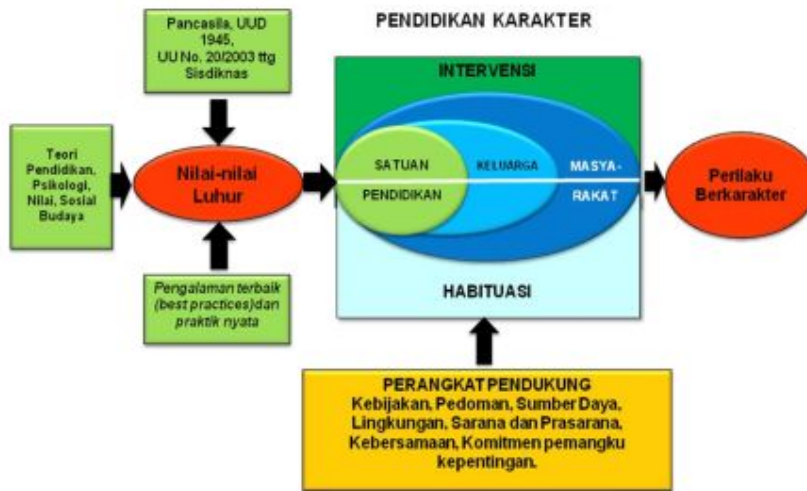 PENDIDIKAN KARAKTER
Pancasila, UUD
1945,
UU No. 20/2003 ttg
Sisdiknas
Teori
Pendidikan,
Psikologi,
Nilai, Sosial
Budaya
Nilai-nilai
Luhur
Pengalaman terbaik
(best practices)dan
praktik nyata
INTERVENSI
SATUAN
PENDIDIKAN
KELUARGA
MASYA-
RAKAT
HABITUASI
Perilaku
Berkarakter
PERANGKAT PENDUKUNG
Kebijakan, Pedoman, Sumber Daya,
Lingkungan, Sarana dan Prasarana,
Kebersamaan, Komitmen pemangku
kepentingan.